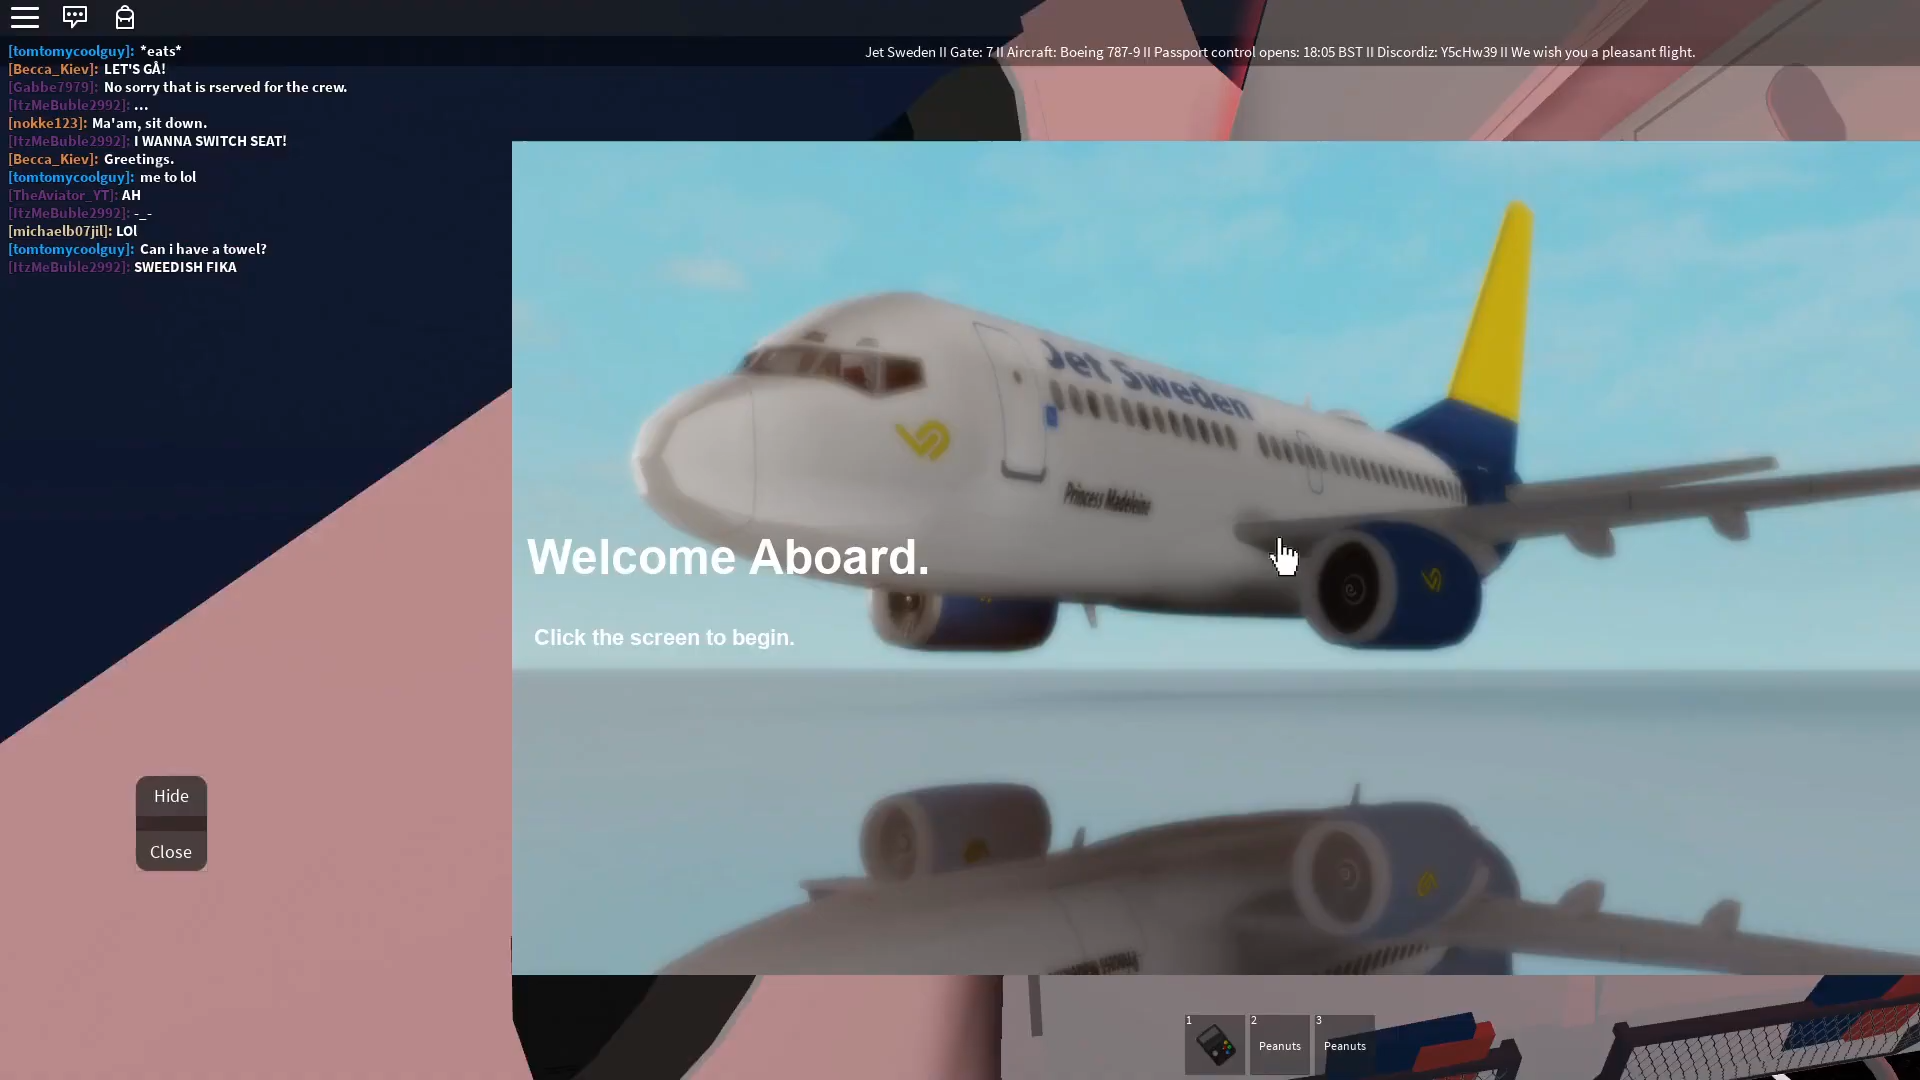 [tomtomycoolguy]: *eats*
[Becca_Kiev]: LET'S GÅ!
[Gabbe7979]: No sorry that is rserved for the crew.
[ItzMeBuble2992]: ...
[nokke123]: Ma'am, sit down.
[ItzMeBuble2992]: I WANNA SWITCH SEAT!
[Becca_Kiev]: Greetings.
[tomtomycoolguy]: me to lol
[TheAviator_YT]: AH
[ItzMeBuble2992]: -_-
[michaelb07jil]: LOl
[tomtomycoolguy]: Can i have a towel?
[ItzMeBuble2992]: SWEEDISH FIKA
Jet Sweden II Gate: 7 II Aircraft: Boeing 787-9 II Passport control opens: 18:05 BST II Discordiz: Y5cHw39 II We wish you a pleasant flight.
Jet Sweden
Princess Madeleine
Welcome Aboard.
Click the screen to begin.
Hide
Close
1
2
Peanuts
3
Peanuts